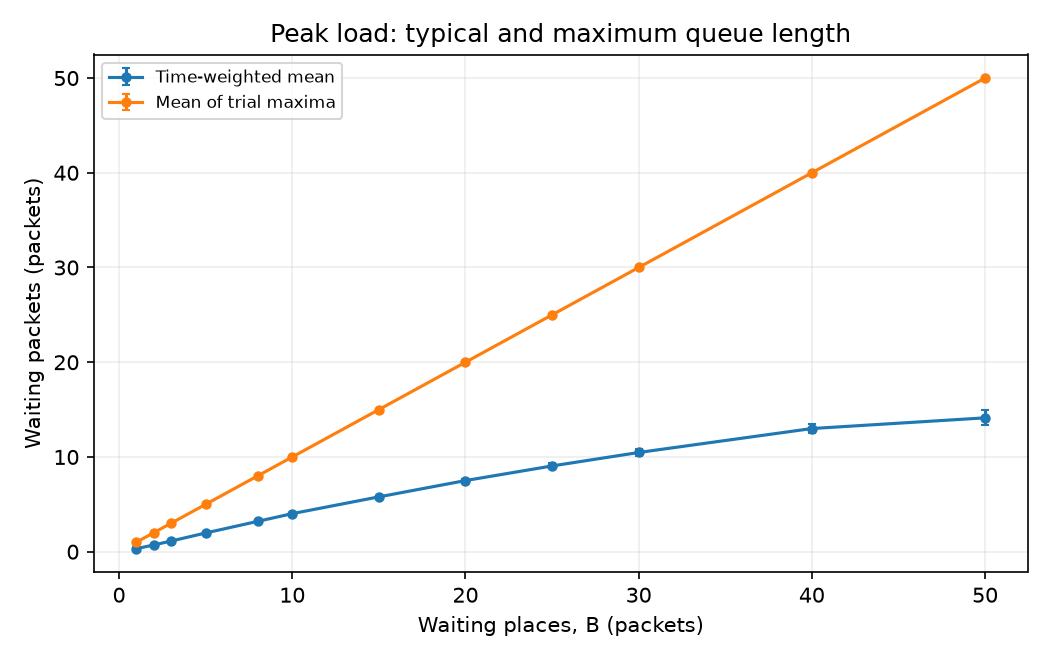 Peak load: typical and maximum queue length
Time-weighted mean
Mean of trial maxima
Waiting packets (packets)
50
40
30
20
10
0
0 10 20 30 40 50
Waiting places, B (packets)